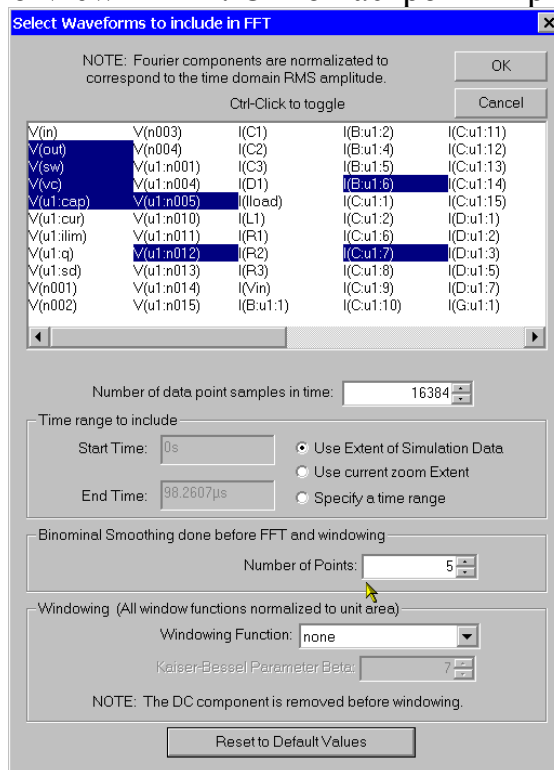 Select Waveforms to include in FFT
NOTE: Fourier components are normalizated to
correspond to the time domain RMS amplitude.
OK
Ctrl-Click to toggle
Cancel
V(in) V(n003) I(C1) I(B:u1:2) I(C:u1:11)
V(out) V(n004) I(C2) I(B:u1:4) I(C:u1:12)
V(sw) V(u1:n001) I(C3) I(B:u1:5) I(C:u1:13)
V(vc) V(u1:n004) I(D1) I(B:u1:6) I(C:u1:14)
V(u1:cap) V(u1:n005) I(Iload) I(C:u1:1) I(C:u1:15)
V(u1:cur) V(u1:n010) I(L1) I(C:u1:2) I(D:u1:1)
V(u1:ilim) V(u1:n011) I(R1) I(C:u1:6) I(D:u1:2)
V(u1:q) V(u1:n012) I(R2) I(C:u1:7) I(D:u1:3)
V(u1:sd) V(u1:n013) I(R3) I(C:u1:8) I(D:u1:5)
V(n001) V(u1:n014) I(Vin) I(C:u1:9) I(D:u1:7)
V(n002) V(u1:n015) I(B:u1:1) I(C:u1:10) I(G:u1:1)
Number of data point samples in time: 16384
Time range to include
Start Time: 0s
Use Extent of Simulation Data
Use current zoom Extent
End Time: 98.2607µs
Specify a time range
Binominal Smoothing done before FFT and windowing
Number of Points: 5
Windowing (All window functions normalized to unit area)
Windowing Function: none
Kaiser-Bessel Parameter Beta: 7
NOTE: The DC component is removed before windowing.
Reset to Default Values